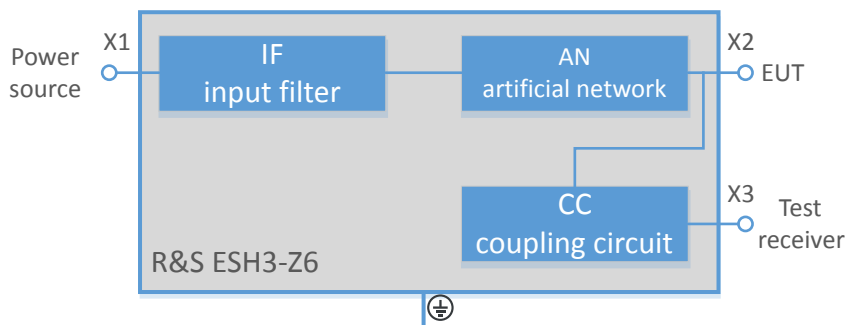 X1
Power
source
IF
input filter
AN
artificial network
X2
EUT
CC
coupling circuit
X3
Test
receiver
R&S ESH3-Z6